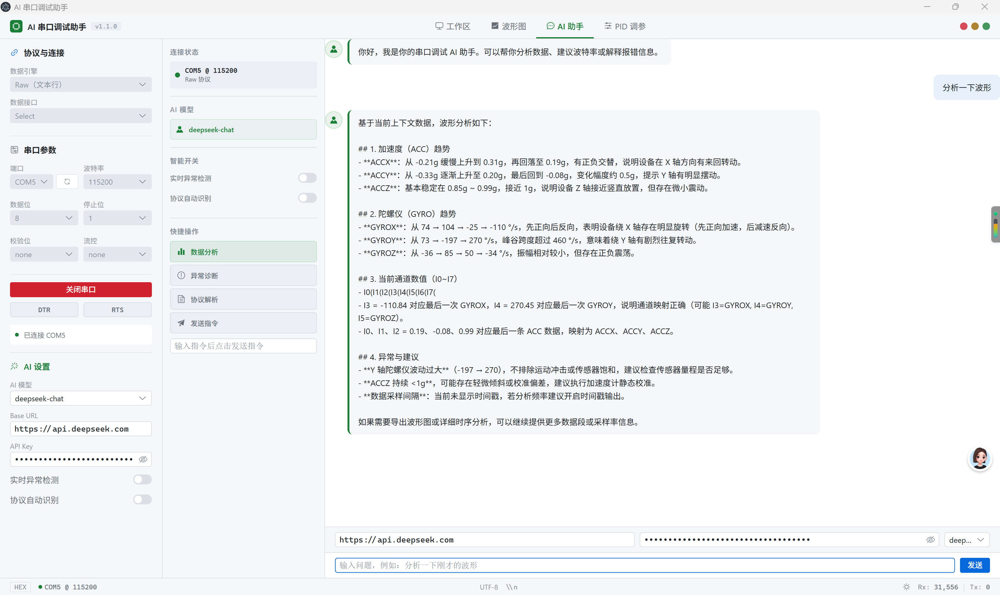 AI 串口调试助手
AI 串口调试助手 v1.1.0
工作区
波形图
AI 助手
PID 调参
协议与连接
数据引擎
Raw（文本行）
数据接口
Select
串口参数
端口
波特率
COM5
115200
数据位
停止位
8
1
校验位
流控
none
none
关闭串口
DTR
RTS
已连接 COM5
AI 设置
AI 模型
deepseek-chat
Base URL
https://api.deepseek.com
API Key
实时异常检测
协议自动识别
连接状态
COM5 @ 115200
Raw 协议
AI 模型
deepseek-chat
智能开关
实时异常检测
协议自动识别
快捷操作
数据分析
异常诊断
协议解析
发送指令
输入指令后点击发送指令
你好，我是你的串口调试 AI 助手。可以帮你分析数据、建议波特率或解释报错信息。
分析一下波形
基于当前上下文数据，波形分析如下：
## 1. 加速度（ACC）趋势
- **ACCX**：从 -0.21g 缓慢上升到 0.31g，再回落至 0.19g，有正负交替，说明设备在 X 轴方向有来回转动。
- **ACCY**：从 -0.33g 逐渐上升至 0.20g，最后回到 -0.08g，变化幅度约 0.5g，提示 Y 轴有明显摆动。
- **ACCZ**：基本稳定在 0.85g ~ 0.99g，接近 1g，说明设备 Z 轴接近竖直放置，但存在微小震动。
## 2. 陀螺仪（GYRO）趋势
- **GYROX**：从 74 → 104 → -25 → -110 °/s，先正向后反向，表明设备绕 X 轴存在明显旋转（先正向加速，后减速反向）。
- **GYROY**：从 73 → -197 → 270 °/s，峰谷跨度超过 460 °/s，意味着绕 Y 轴有剧烈往复转动。
- **GYROZ**：从 -36 → 85 → 50 → -34 °/s，振幅相对较小，但存在正负震荡。
## 3. 当前通道数值（I0~I7）
- I0(I1(I2(I3(I4(I5(I6(I7(
- I3 = -110.84 对应最后一次 GYROX，I4 = 270.45 对应最后一次 GYROY，说明通道映射正确（可能 I3=GYROX, I4=GYROY,
I5=GYROZ）。
- I0、I1、I2 = 0.19、-0.08、0.99 对应最后一条 ACC 数据，映射为 ACCX、ACCY、ACCZ。
## 4. 异常与建议
- **Y 轴陀螺仪波动过大**（-197 → 270），不排除运动冲击或传感器饱和，建议检查传感器量程是否足够。
- **ACCZ 持续 <1g**，可能存在轻微倾斜或校准偏差，建议执行加速度计静态校准。
- **数据采样间隔**：当前未显示时间戳，若分析频率建议开启时间戳输出。
如果需要导出波形图或详细时序分析，可以继续提供更多数据段或采样率信息。
https://api.deepseek.com
deep...
输入问题，例如：分析一下刚才的波形
发送
HEX
COM5 @ 115200
UTF-8
\\n
Rx: 31,556
Tx: 0